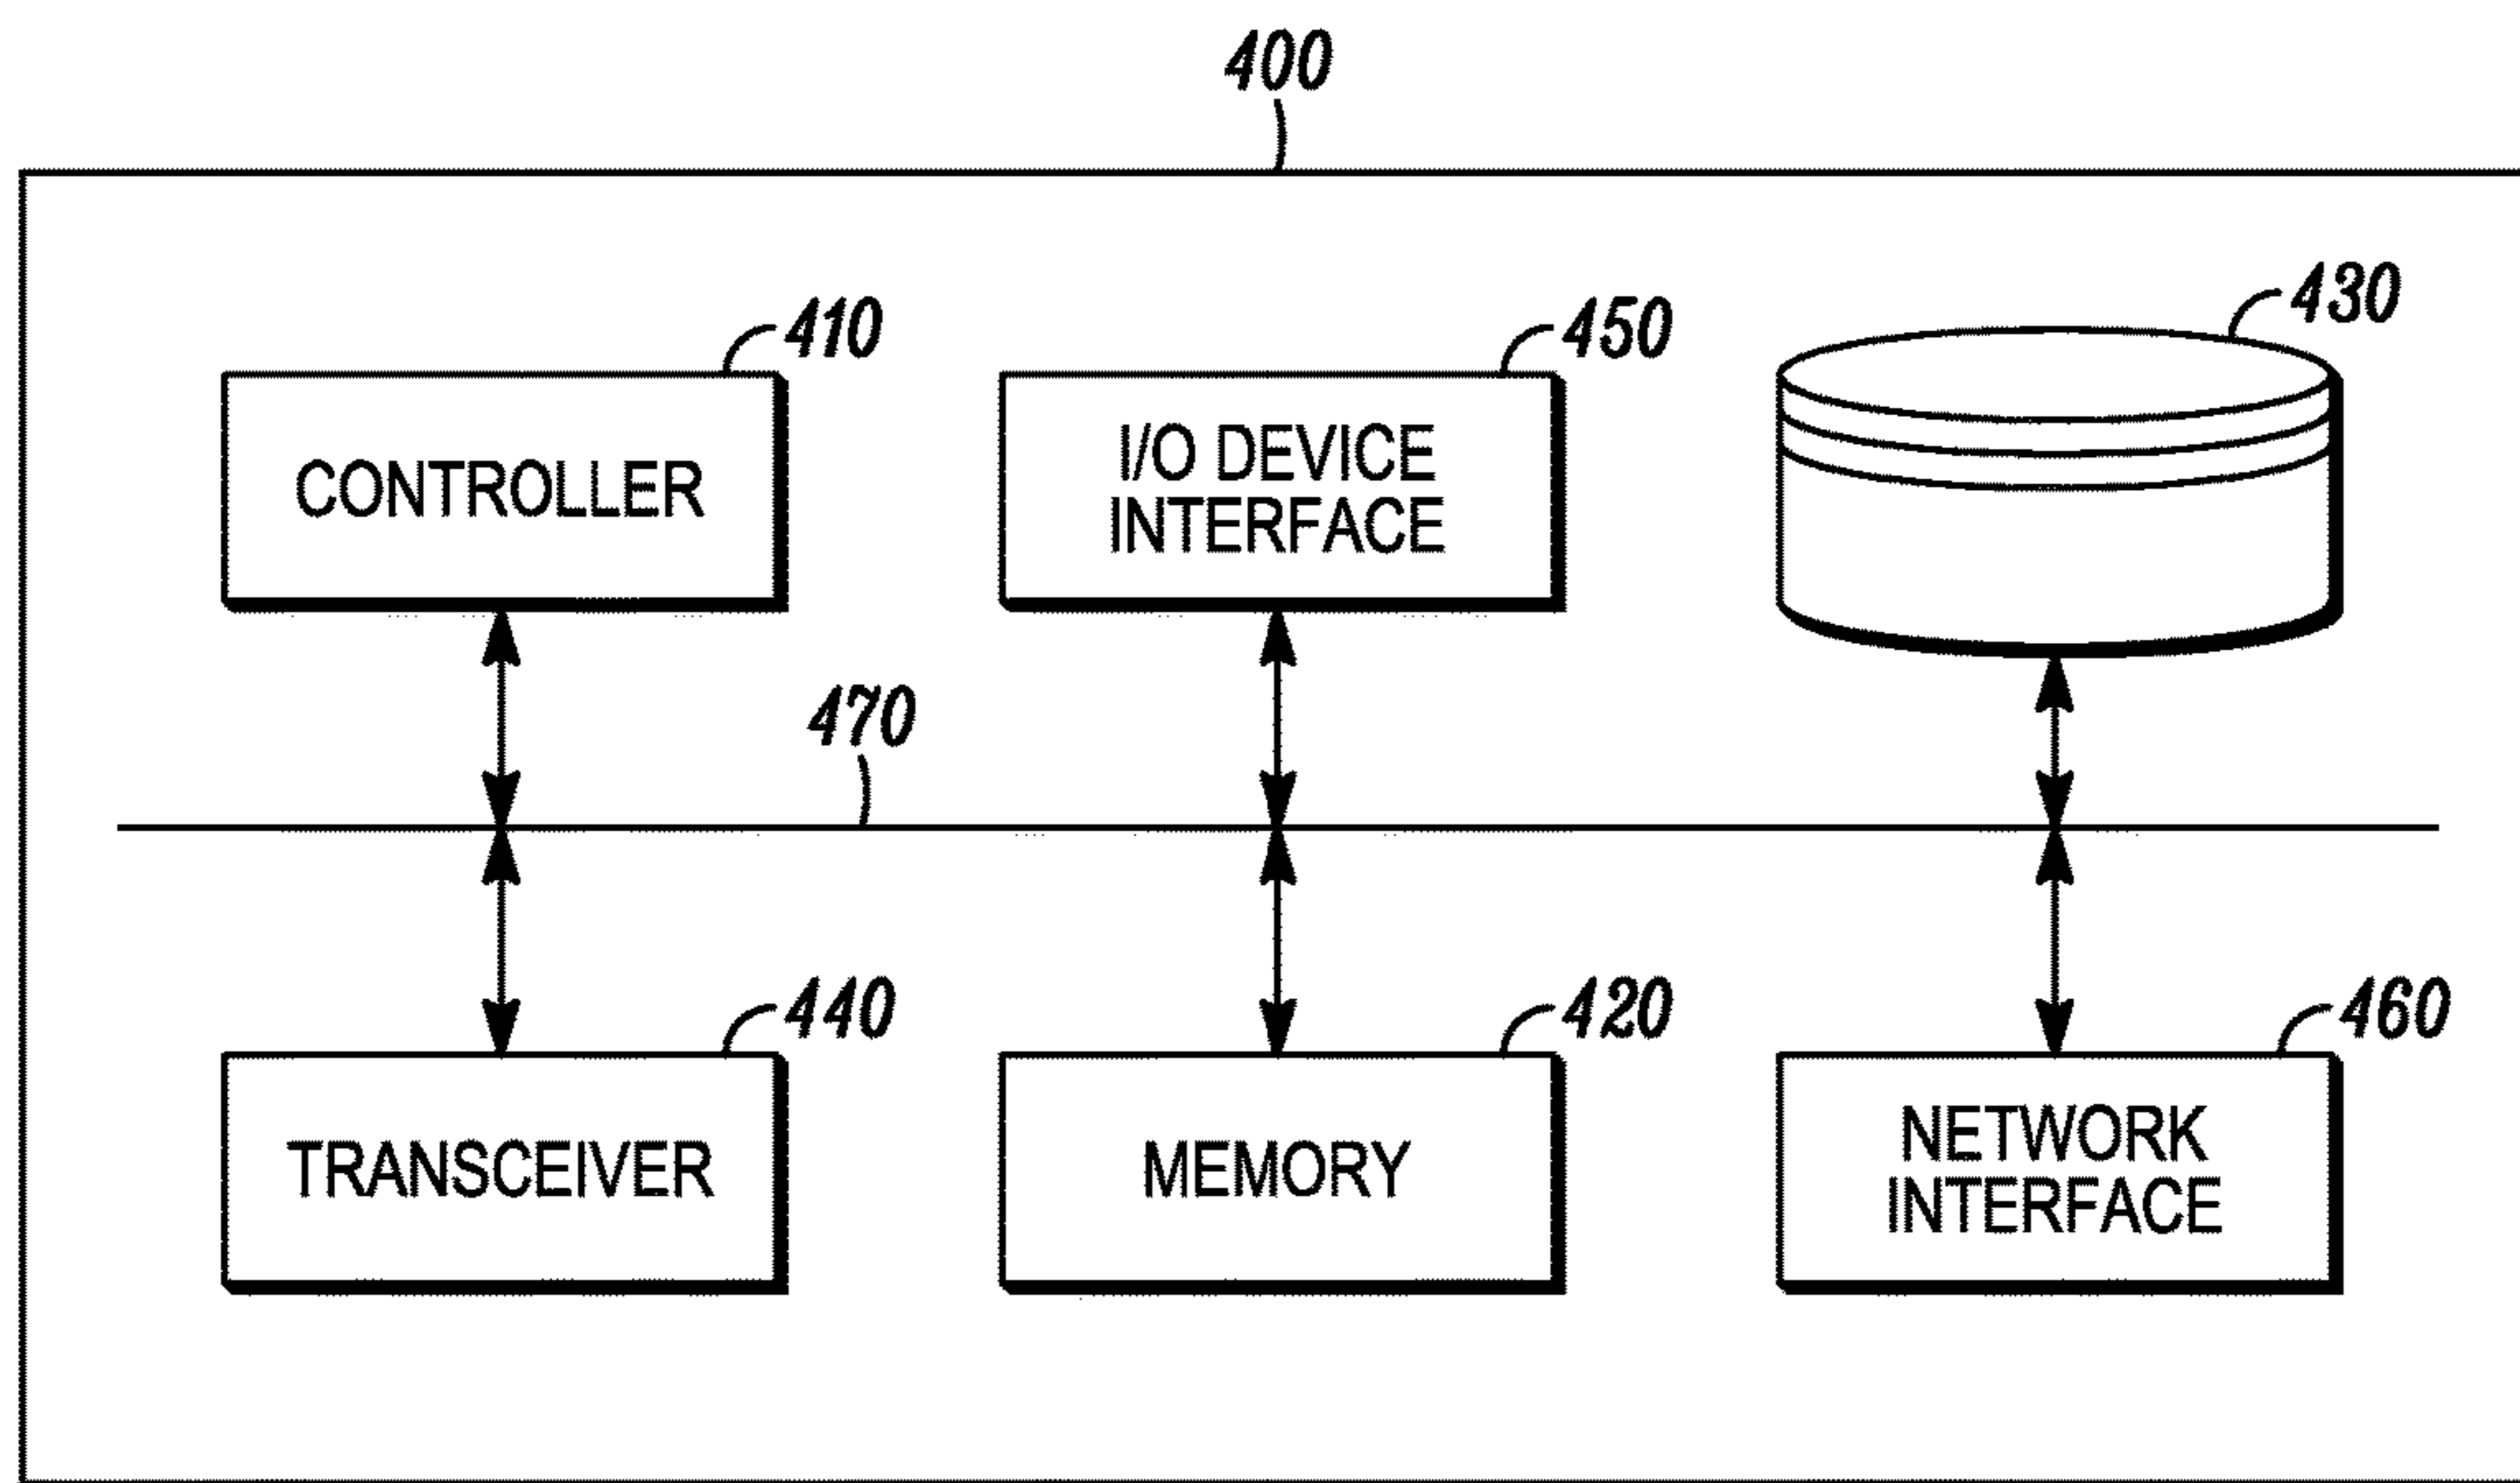 400
410
450
430
CONTROLLER
I/O DEVICE
INTERFACE
470
440
420
460
TRANSCEIVER
MEMORY
NETWORK
INTERFACE